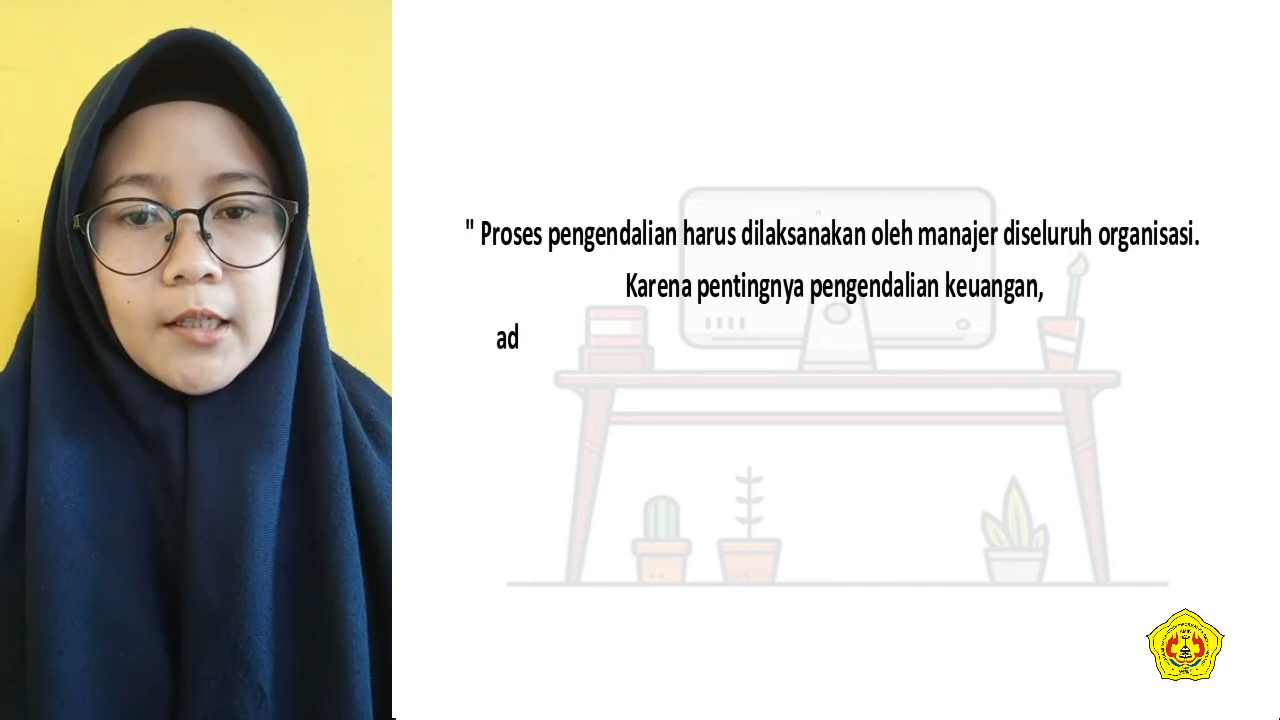 " Proses pengendalian harus dilaksanakan oleh manajer diseluruh organisasi.
Karena pentingnya pengendalian keuangan,
ad